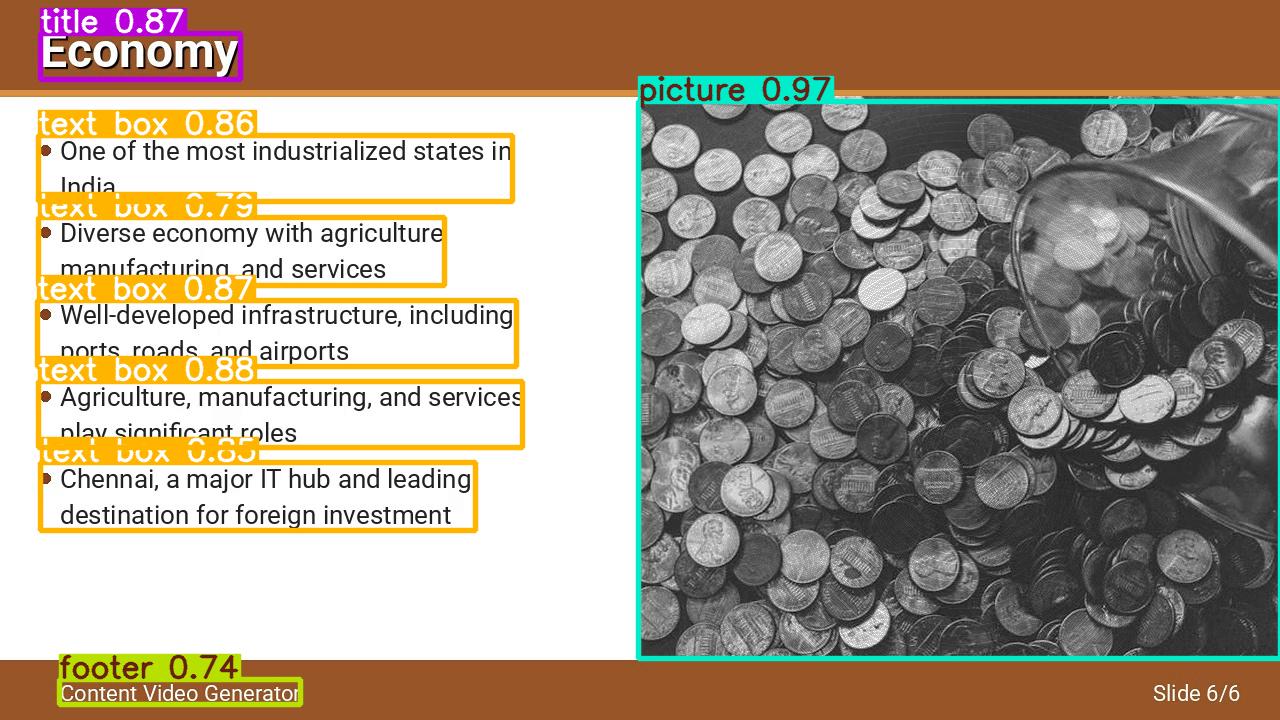 title 0.87
Economy
picture 0.97
text box 0.86
One of the most industrialized states in
India
text box 0.79
Diverse economy with agriculture
manufacturing, and services
text box 0.87
Well-developed infrastructure, including
ports, roads, and airports
text box 0.88
Agriculture, manufacturing, and services
play significant roles
text box 0.85
Chennai, a major IT hub and leading
destination for foreign investment
footer 0.74
Content Video Generator
Slide 6/6